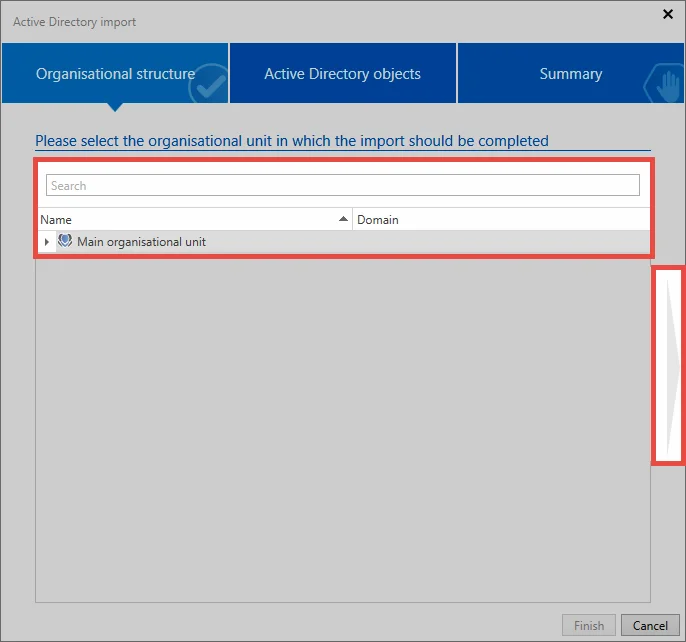 Active Directory import
Organisational structure
Active Directory objects
Summary
Please select the organisational unit in which the import should be completed
Search
Name
Domain
Main organisational unit
Finish
Cancel